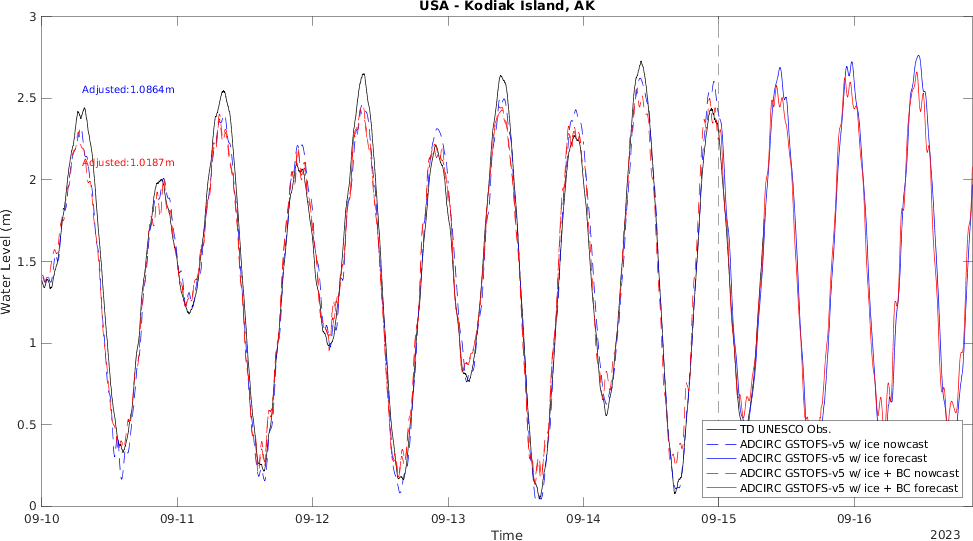 USA - Kodiak Island, AK
3
2.5
2
1.5
1
0.5
0
Water Level (m)
Adjusted:1.0864m
Adjusted:1.0187m
TD UNESCO Obs.
ADCIRC GSTOFS-v5 w/ ice nowcast
ADCIRC GSTOFS-v5 w/ ice forecast
ADCIRC GSTOFS-v5 w/ ice + BC nowcast
ADCIRC GSTOFS-v5 w/ ice + BC forecast
09-10 09-11 09-12 09-13 09-14 09-15 09-16
Time
2023